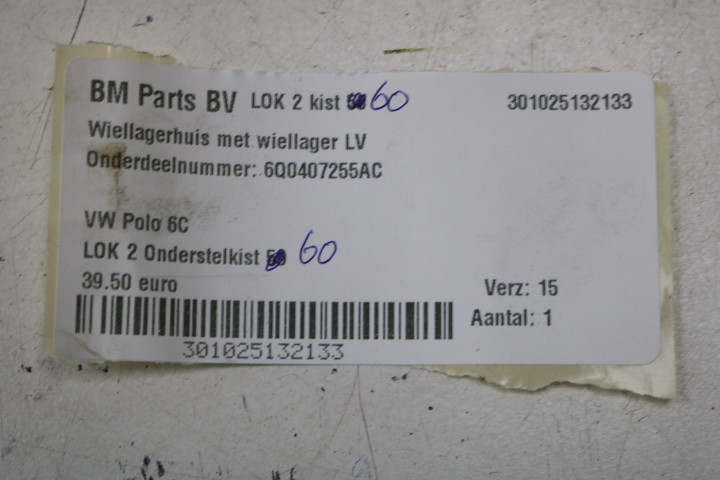 BM Parts BV LOK 2 kist 60
301025132133
Wiellagerhuis met wiellager LV
Onderdeelnummer: 6Q0407255AC
VW Polo 6C
LOK 2 Onderstelkist 60
39.50 euro
Verz: 15
Aantal: 1
301025132133